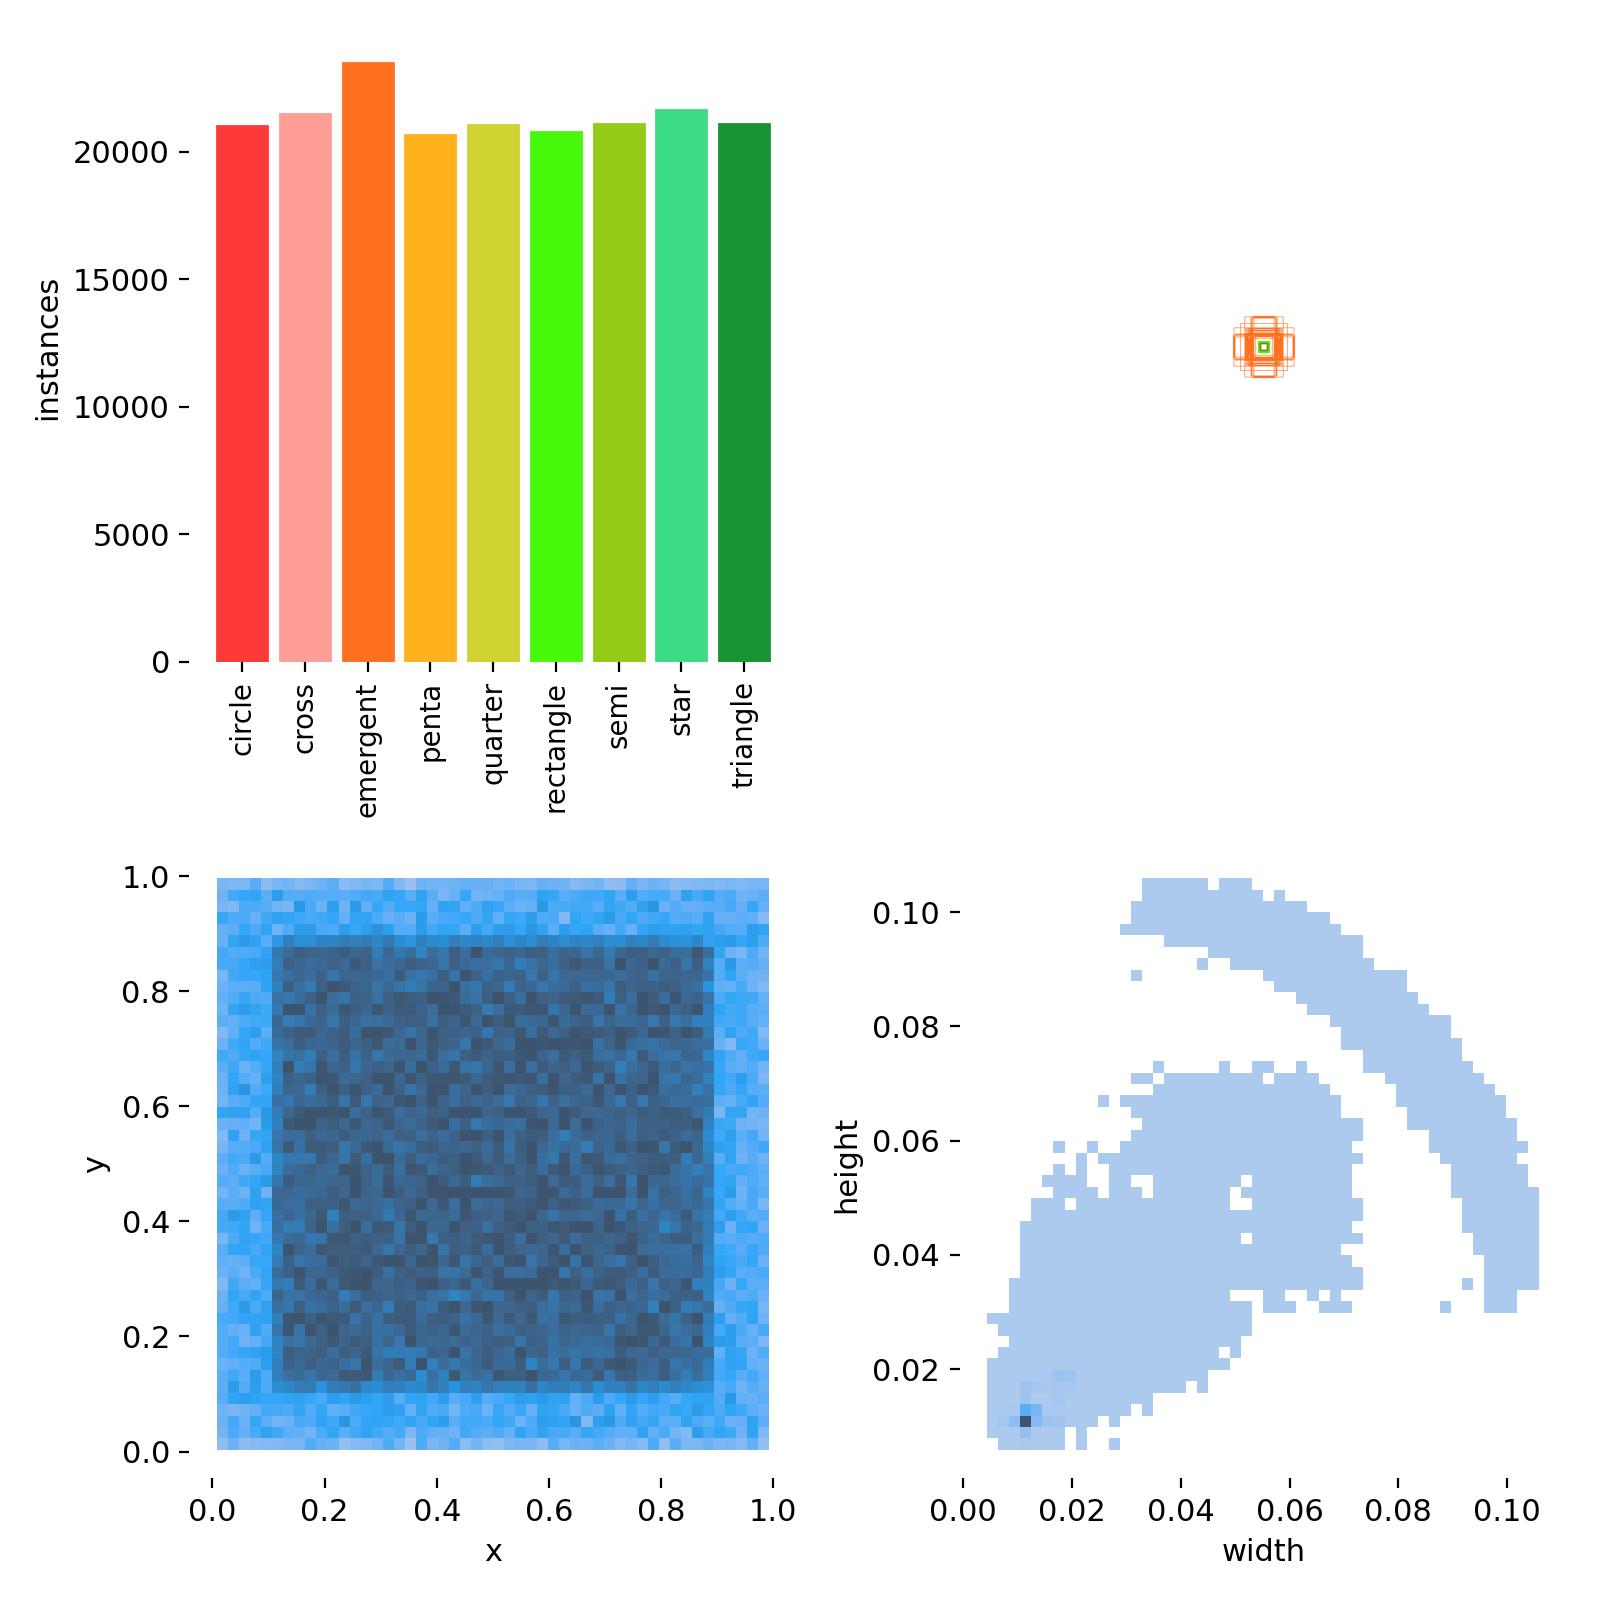 instances
20000
15000
10000
5000
0
circle
cross
emergent
penta
quarter
rectangle
semi
star
triangle
y
1.0
0.8
0.6
0.4
0.2
0.0
0.0 0.2 0.4 0.6 0.8 1.0
x
height
0.10
0.08
0.06
0.04
0.02
0.00 0.02 0.04 0.06 0.08 0.10
width